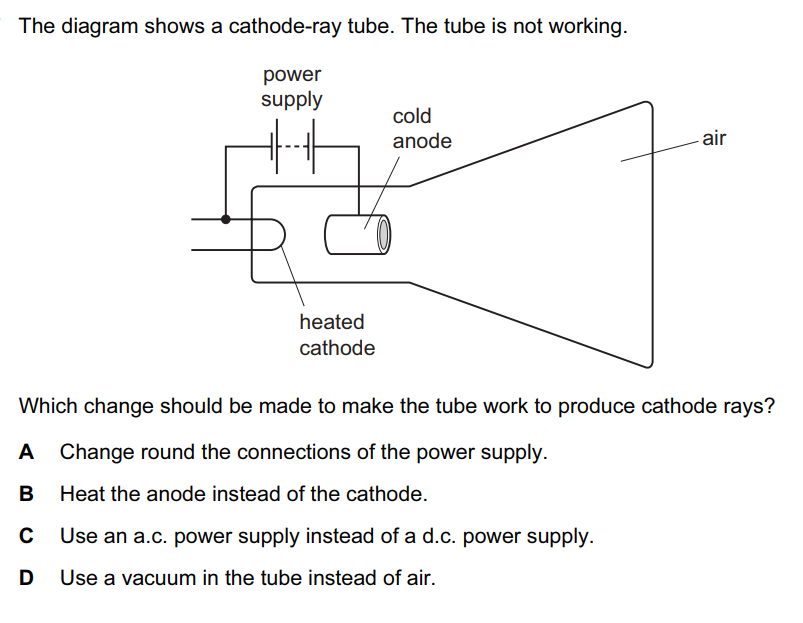 The diagram shows a cathode-ray tube. The tube is not working.
power
supply
cold
anode
air
heated
cathode
Which change should be made to make the tube work to produce cathode rays?
A Change round the connections of the power supply.
B Heat the anode instead of the cathode.
C Use an a.c. power supply instead of a d.c. power supply.
D Use a vacuum in the tube instead of air.